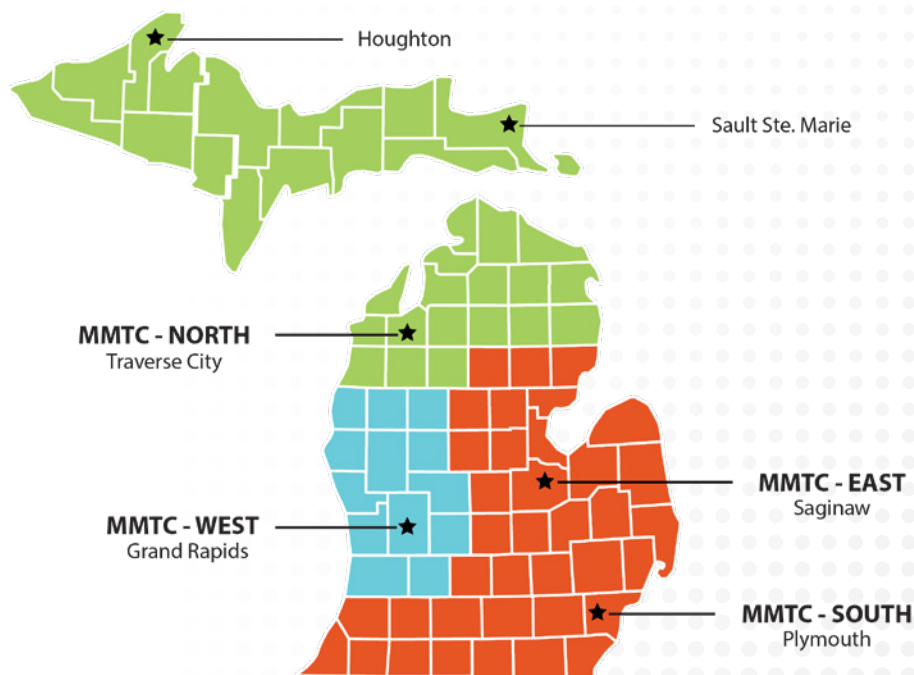 Houghton
Sault Ste. Marie
MMTC - NORTH
Traverse City
MMTC - EAST
Saginaw
MMTC - WEST
Grand Rapids
MMTC - SOUTH
Plymouth